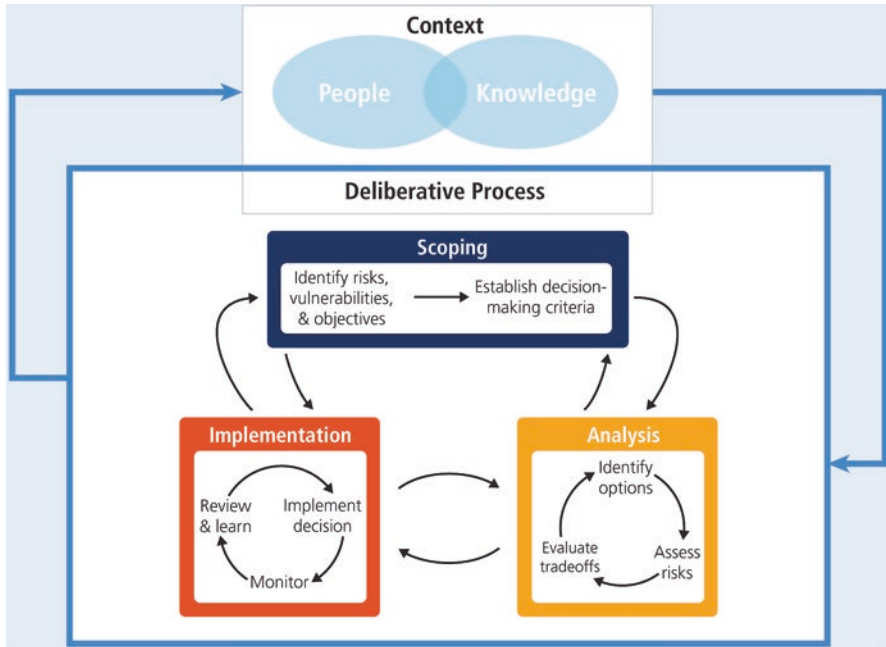 Context
People
Knowledge
Deliberative Process
Scoping
Identify risks,
vulnerabilities,
& objectives
Establish decision-
making criteria
Implementation
Review
& learn
Implement
decision
Monitor
Analysis
Identify
options
Evaluate
tradeoffs
Assess
risks